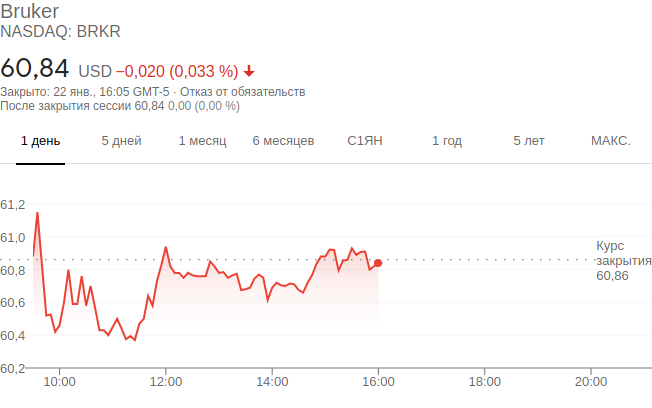 Bruker
NASDAQ: BRKR
60,84 USD −0,020 (0,033 %)
Закрыто: 22 янв., 16:05 GMT-5 · Отказ от обязательств
После закрытия сессии 60,84 0,00 (0,00 %)
1 день 5 дней 1 месяц 6 месяцев С1ЯН 1 год 5 лет МАКС.
61,2
61,0
Курс
закрытия
60,86
60,8
60,6
60,4
60,2
10:00 12:00 14:00 16:00 18:00 20:00